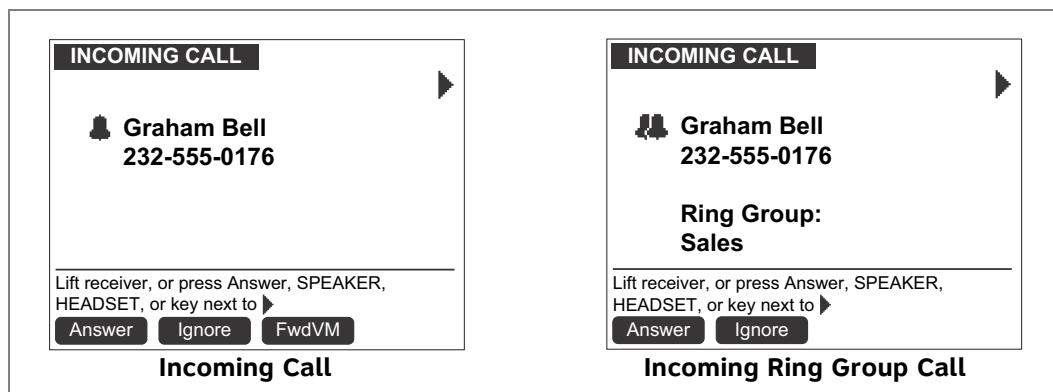 INCOMING CALL
Graham Bell
232-555-0176
Lift receiver, or press Answer, SPEAKER,
HEADSET, or key next to
Answer Ignore FwdVM
Incoming Call
INCOMING CALL
Graham Bell
232-555-0176
Ring Group:
Sales
Lift receiver, or press Answer, SPEAKER,
HEADSET, or key next to
Answer Ignore
Incoming Ring Group Call